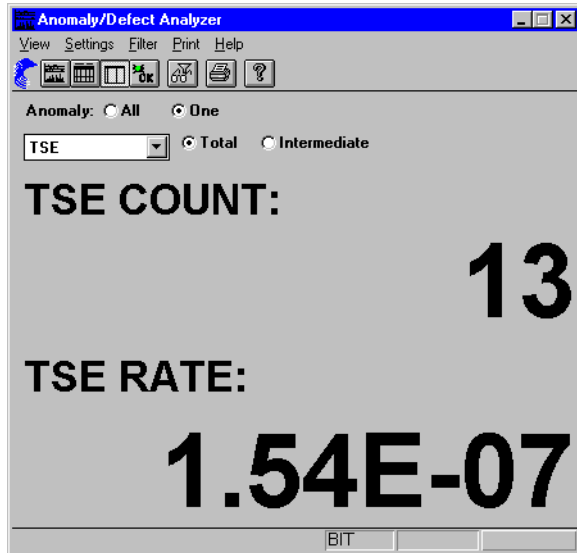 Anomaly/Defect Analyzer
View Settings Filter Print Help
OK ?
Anomaly: All One
TSE Total Intermediate
TSE COUNT:
13
TSE RATE:
1.54E-07
BIT